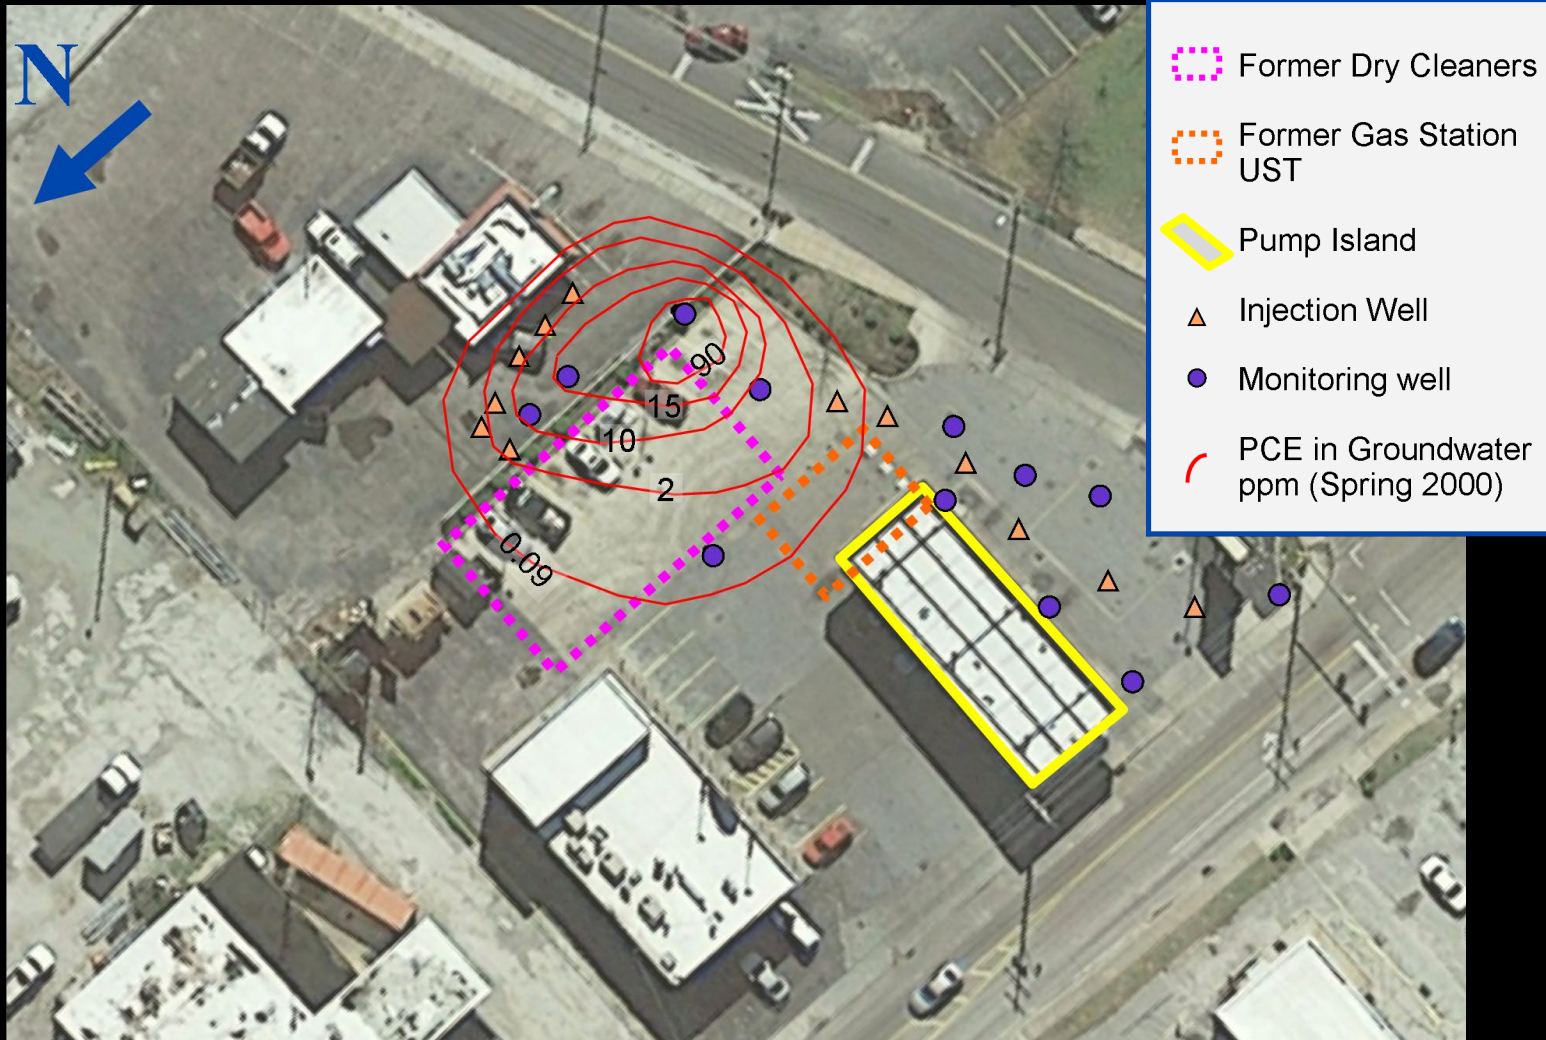 N
Former Dry Cleaners
Former Gas Station
UST
Pump Island
Injection Well
Monitoring well
PCE in Groundwater
ppm (Spring 2000)
90
15
10
2
0.09